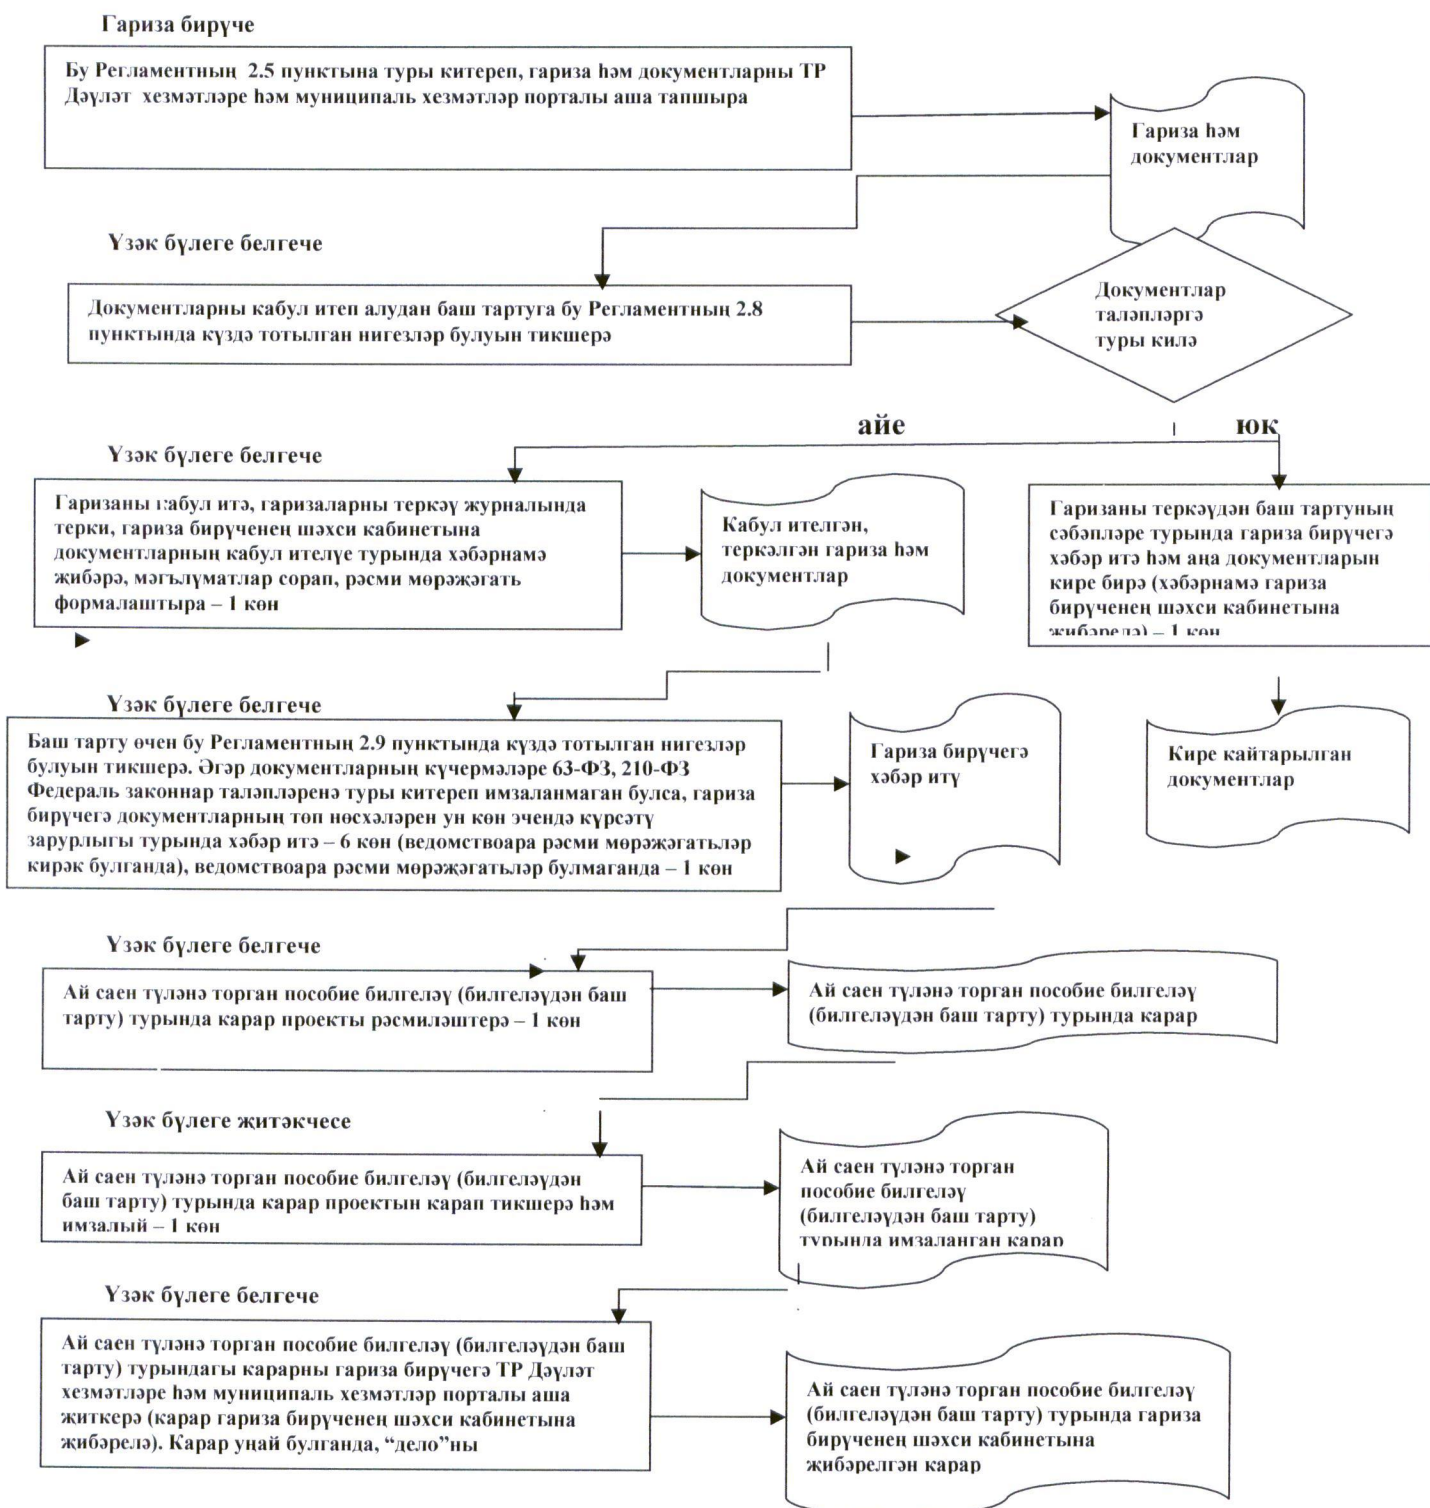 Гариза бирүче
Бу Регламентның 2.5 пунктына туры китереп, гариза һәм документларны ТР
Дәүләт хезмәтләре һәм муниципаль хезмәтләр порталы аша тапшыра
Гариза һәм
документлар
Үзәк бүлеге белгече
Документларны кабул итеп алудан баш тартуга бу Регламентның 2.8
пунктында күздә тотылган нигезләр булуын тикшерә
Документлар
таләпләргә
туры килә
айе
юк
Үзәк бүлеге белгече
Гаризаны кабул итә, гаризаларны теркәү журналында
терки, гариза бирүченең шәхси кабинетына
документларның кабул ителүе турында хәбәрнамә
җибәрә, мәгълүматлар сорап, рәсми мөрәҗәгать
формалаштыра – 1 көн
Кабул ителгән,
теркәлгән гариза һәм
документлар
Гаризаны теркәүдән баш тартуның
сәбәпләре турында гариза бирүчегә
хәбәр итә һәм аңа документларын
кире бирә (хәбәрнамә гариза
бирүченең шәхси кабинетына
җибәрелә) – 1 көн
Үзәк бүлеге белгече
Баш тарту өчен бу Регламентның 2.9 пунктында күздә тотылган нигезләр
булуын тикшерә. Әгәр документларның күчермәләре 63-ФЗ, 210-ФЗ
Федераль законнар таләпләренә туры китереп имзаланмаган булса, гариза
бирүчегә документларның төп нөсхәләрен ун көн эчендә күрсәтү
зарурлыгы турында хәбәр итә – 6 көн (ведомствоара рәсми мөрәҗәгатьләр
кирәк булганда), ведомствоара рәсми мөрәҗәгатьләр булмаганда – 1 көн
Гариза бирүчегә
хәбәр итү
Кире кайтарылган
документлар
Үзәк бүлеге белгече
Ай саен түләнә торган пособие билгеләү (билгеләүдән баш
тарту) турында карар проекты рәсмиләштерә – 1 көн
Ай саен түләнә торган пособие билгеләү
(билгеләүдән баш тарту) турында карар
Үзәк бүлеге җитәкчесе
Ай саен түләнә торган пособие билгеләү (билгеләүдән
баш тарту) турында карар проектын карап тикшерә һәм
имзалый – 1 көн
Ай саен түләнә торган
пособие билгеләү
(билгеләүдән баш тарту)
турында имзаланган карар
Үзәк бүлеге белгече
Ай саен түләнә торган пособие билгеләү (билгеләүдән баш
тарту) турындагы карарны гариза бирүчегә ТР Дәүләт
хезмәтләре һәм муниципаль хезмәтләр порталы аша
җиткерә (карар гариза бирүченең шәхси кабинетына
җибәрелә). Карар уңай булганда, “дело”ны
Ай саен түләнә торган пособие билгеләү
(билгеләүдән баш тарту) турында гариза
бирүченең шәхси кабинетына
җибәрелгән карар